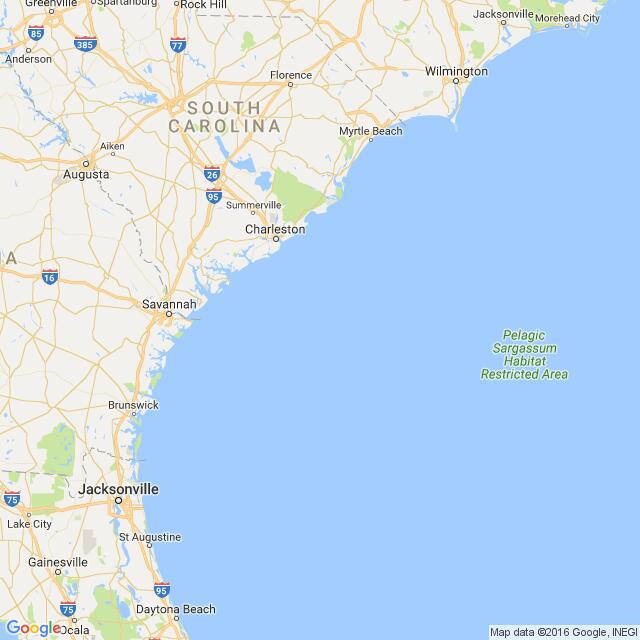 Greenville
Spartanburg
Rock Hill
Jacksonville
Morehead City
85
385
77
Anderson
Florence
Wilmington
SOUTH
CAROLINA
Myrtle Beach
Aiken
Augusta
26
95
Summerville
Charleston
A
16
Savannah
Pelagic
Sargassum
Habitat
Restricted Area
Brunswick
Jacksonville
75
Lake City
St Augustine
Gainesville
95
75
Daytona Beach
Google
Ocala
Map data ©2016 Google, INEGI